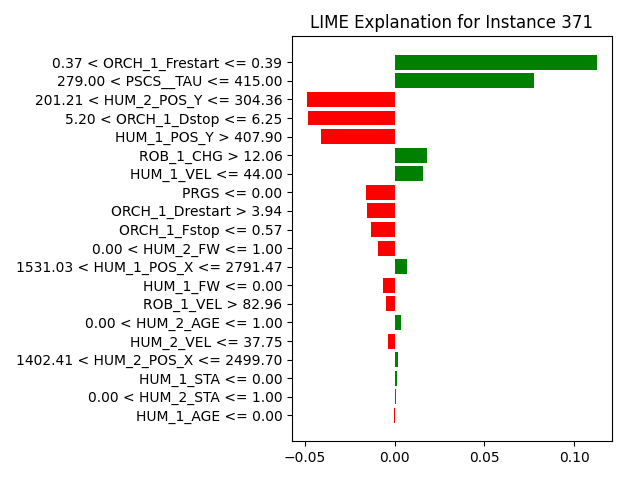 LIME Explanation for Instance 371
0.37 < ORCH_1_Frestart <= 0.39
279.00 < PSCS__TAU <= 415.00
201.21 < HUM_2_POS_Y <= 304.36
5.20 < ORCH_1_Dstop <= 6.25
HUM_1_POS_Y > 407.90
ROB_1_CHG > 12.06
HUM_1_VEL <= 44.00
PRGS <= 0.00
ORCH_1_Drestart > 3.94
ORCH_1_Fstop <= 0.57
0.00 < HUM_2_FW <= 1.00
1531.03 < HUM_1_POS_X <= 2791.47
HUM_1_FW <= 0.00
ROB_1_VEL > 82.96
0.00 < HUM_2_AGE <= 1.00
HUM_2_VEL <= 37.75
1402.41 < HUM_2_POS_X <= 2499.70
HUM_1_STA <= 0.00
0.00 < HUM_2_STA <= 1.00
HUM_1_AGE <= 0.00
−0.05 0.00 0.05 0.10